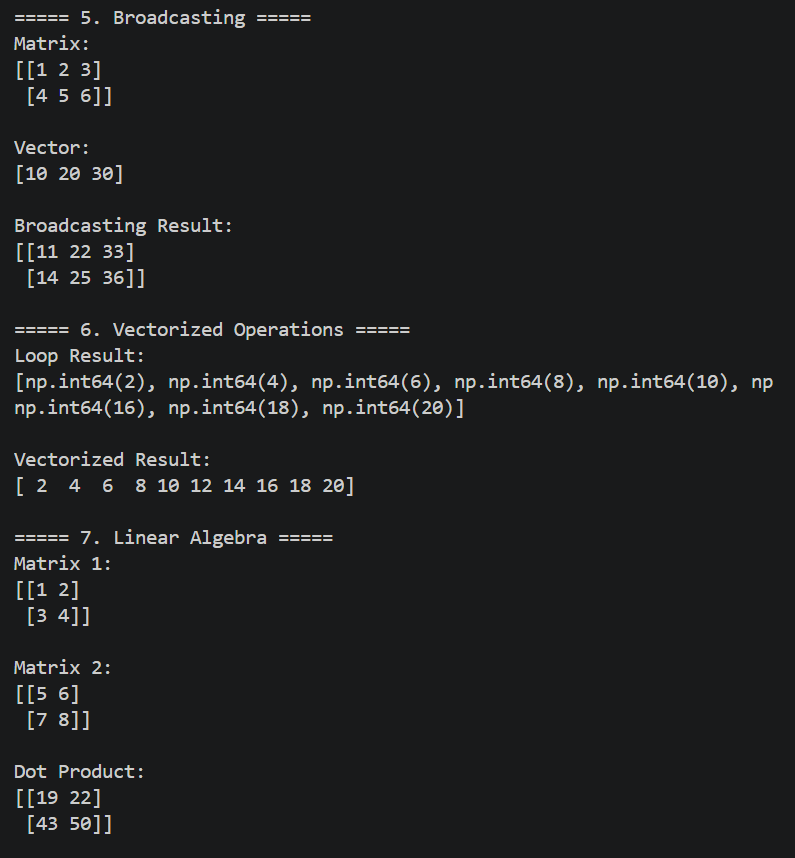 ===== 5. Broadcasting =====
Matrix:
[[1 2 3]
 [4 5 6]]
Vector:
[10 20 30]
Broadcasting Result:
[[11 22 33]
 [14 25 36]]
===== 6. Vectorized Operations =====
Loop Result:
[np.int64(2), np.int64(4), np.int64(6), np.int64(8), np.int64(10), np
np.int64(16), np.int64(18), np.int64(20)]
Vectorized Result:
[ 2  4  6  8 10 12 14 16 18 20]
===== 7. Linear Algebra =====
Matrix 1:
[[1 2]
 [3 4]]
Matrix 2:
[[5 6]
 [7 8]]
Dot Product:
[[19 22]
 [43 50]]